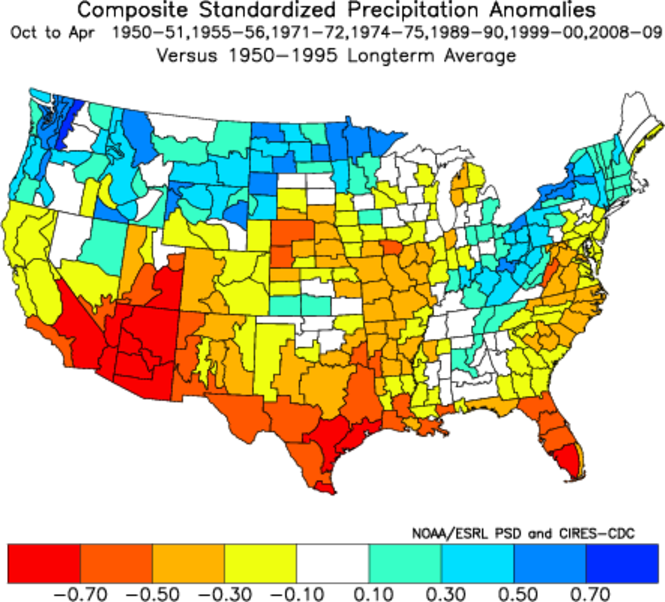 Composite Standardized Precipitation Anomalies
Oct to Apr 1950-51,1955-56,1971-72,1974-75,1989-90,1999-00,2008-09
Versus 1950-1995 Longterm Average
NOAA/ESRL PSD and CIRES-CDC
-0.70 -0.50 -0.30 -0.10 0.10 0.30 0.50 0.70